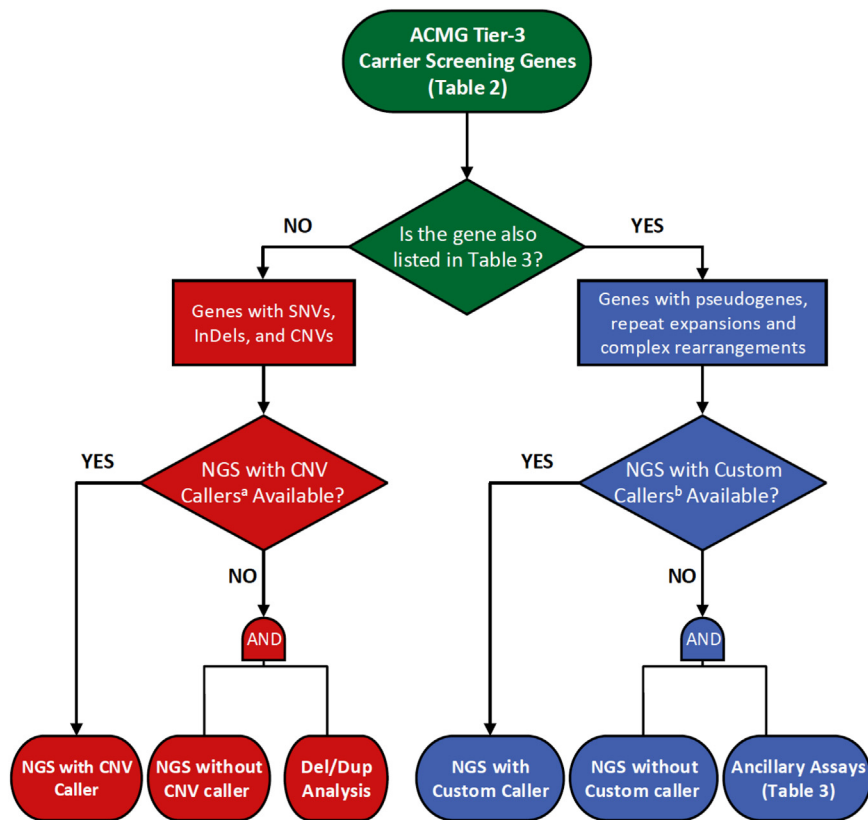 ACMG Tier-3
Carrier Screening Genes
(Table 2)
NO
YES
Is the gene also
listed in Table 3?
Genes with SNVs,
InDels, and CNVs
Genes with pseudogenes,
repeat expansions and
complex rearrangements
YES
NGS with CNV
Callersᵃ Available?
YES
NGS with Custom
Callersᵇ Available?
NO
NO
AND
AND
NGS with CNV
Caller
NGS without
CNV caller
Del/Dup
Analysis
NGS with
Custom Caller
NGS without
Custom caller
Ancillary Assays
(Table 3)